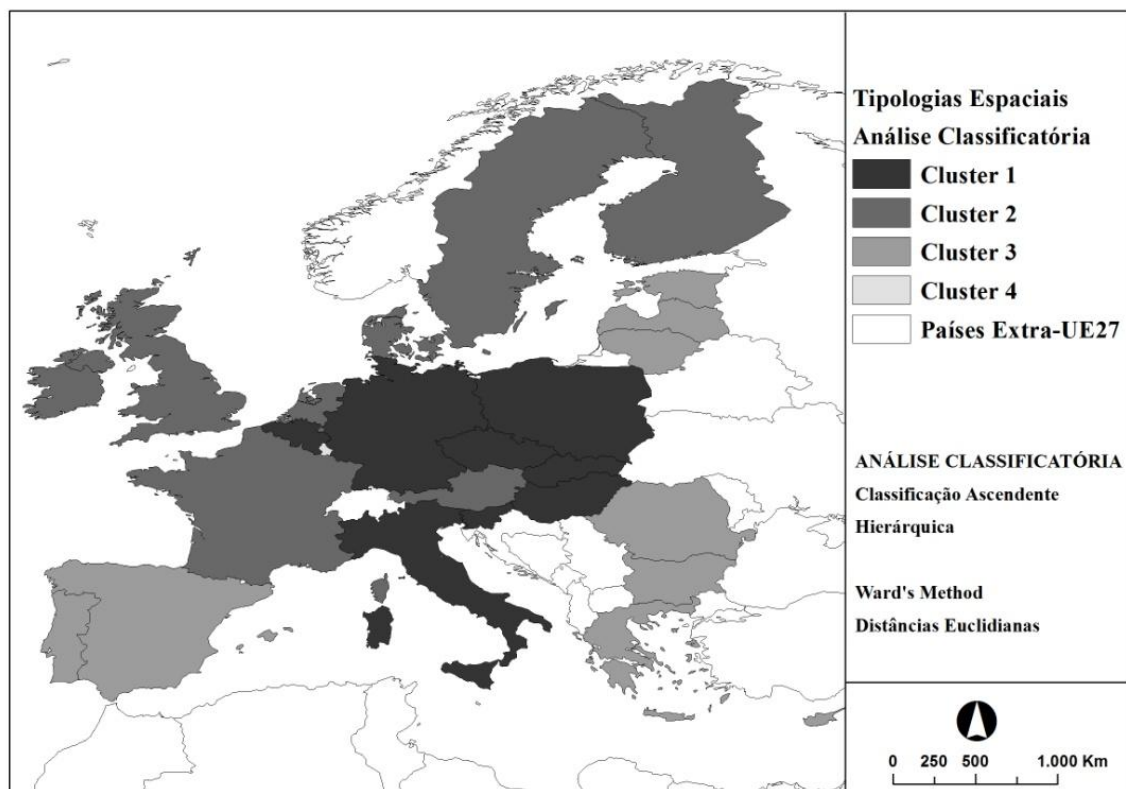 Tipologias Espaciais
Análise Classificatória
Cluster 1
Cluster 2
Cluster 3
Cluster 4
Países Extra-UE27
ANÁLISE CLASSIFICATÓRIA
Classificação Ascendente
Hierárquica
Ward's Method
Distâncias Euclidianas
0 250 500 1.000 Km